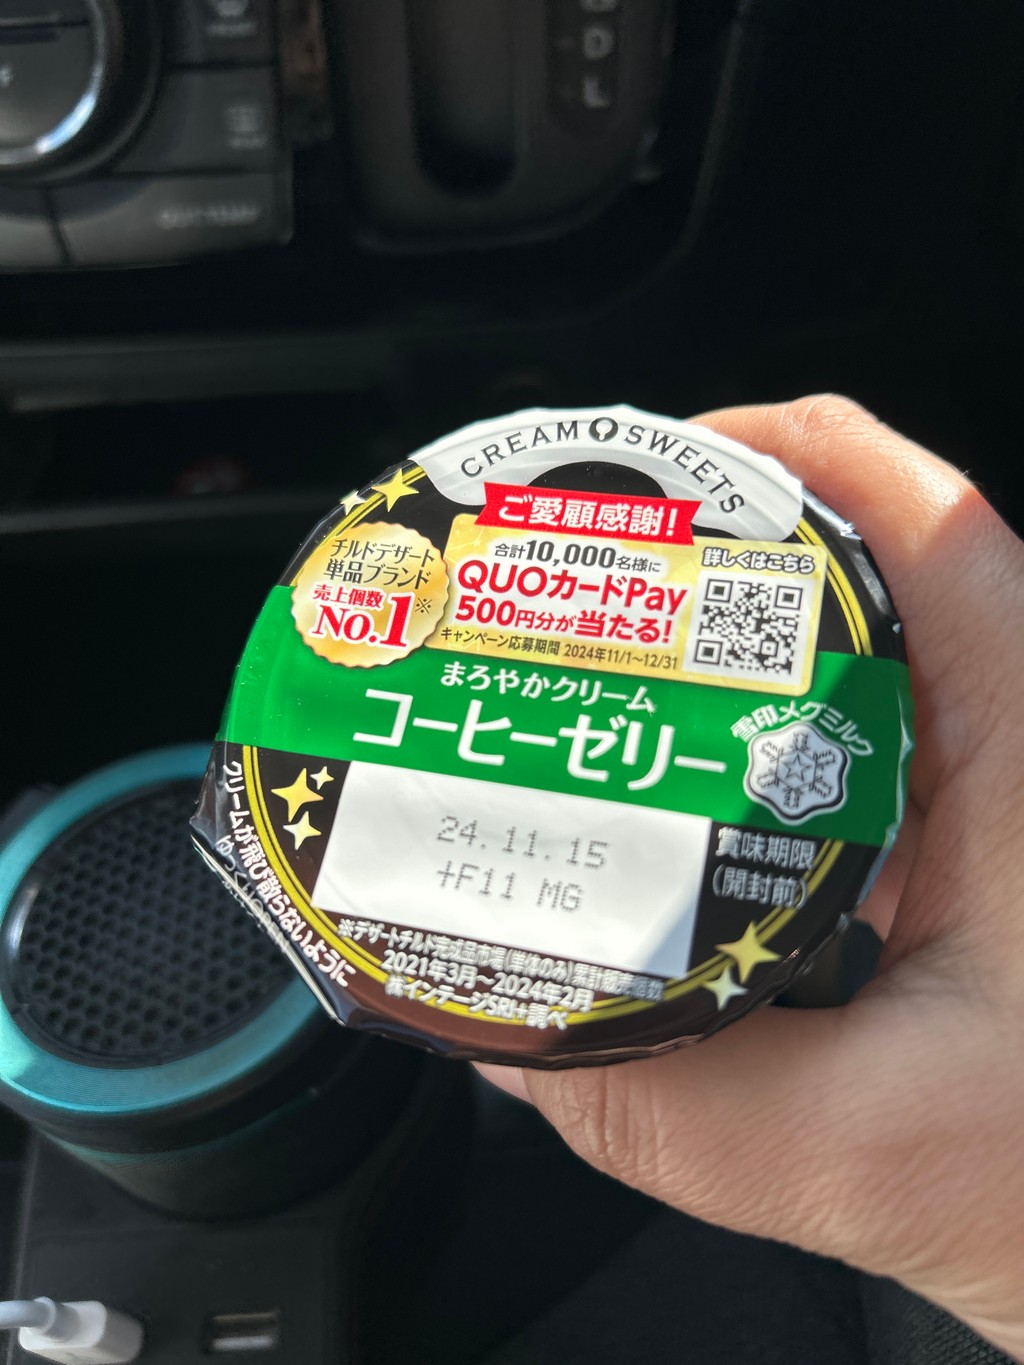 D
L
CREAM SWEETS
ご愛顧感謝!
チルドデザート
単品ブランド
売上個数
No.1※
合計10,000名様に
QUOカードPay
500円分が当たる!
キャンペーン応募期間 2024年11/1~12/31
詳しくはこちら
まろやかクリーム
コーヒーゼリー
雪印メグミルク
24.11.15
+F11 MG
賞味期限
(開封前)
クリームが飛び散らないように
※デザートチルド完成品市場(単体のみ)累計販売個数
2021年3月~2024年2月
㈱インテージSRI+調べ